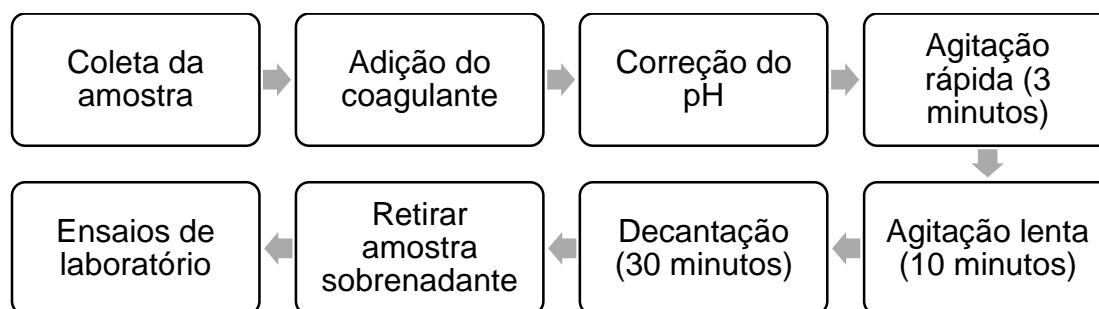 Coleta da
amostra
Adição do
coagulante
Correção do
pH
Agitação
rápida (3
minutos)
Agitação lenta
(10 minutos)
Decantação
(30 minutos)
Retirar
amostra
sobrenadante
Ensaios de
laboratório